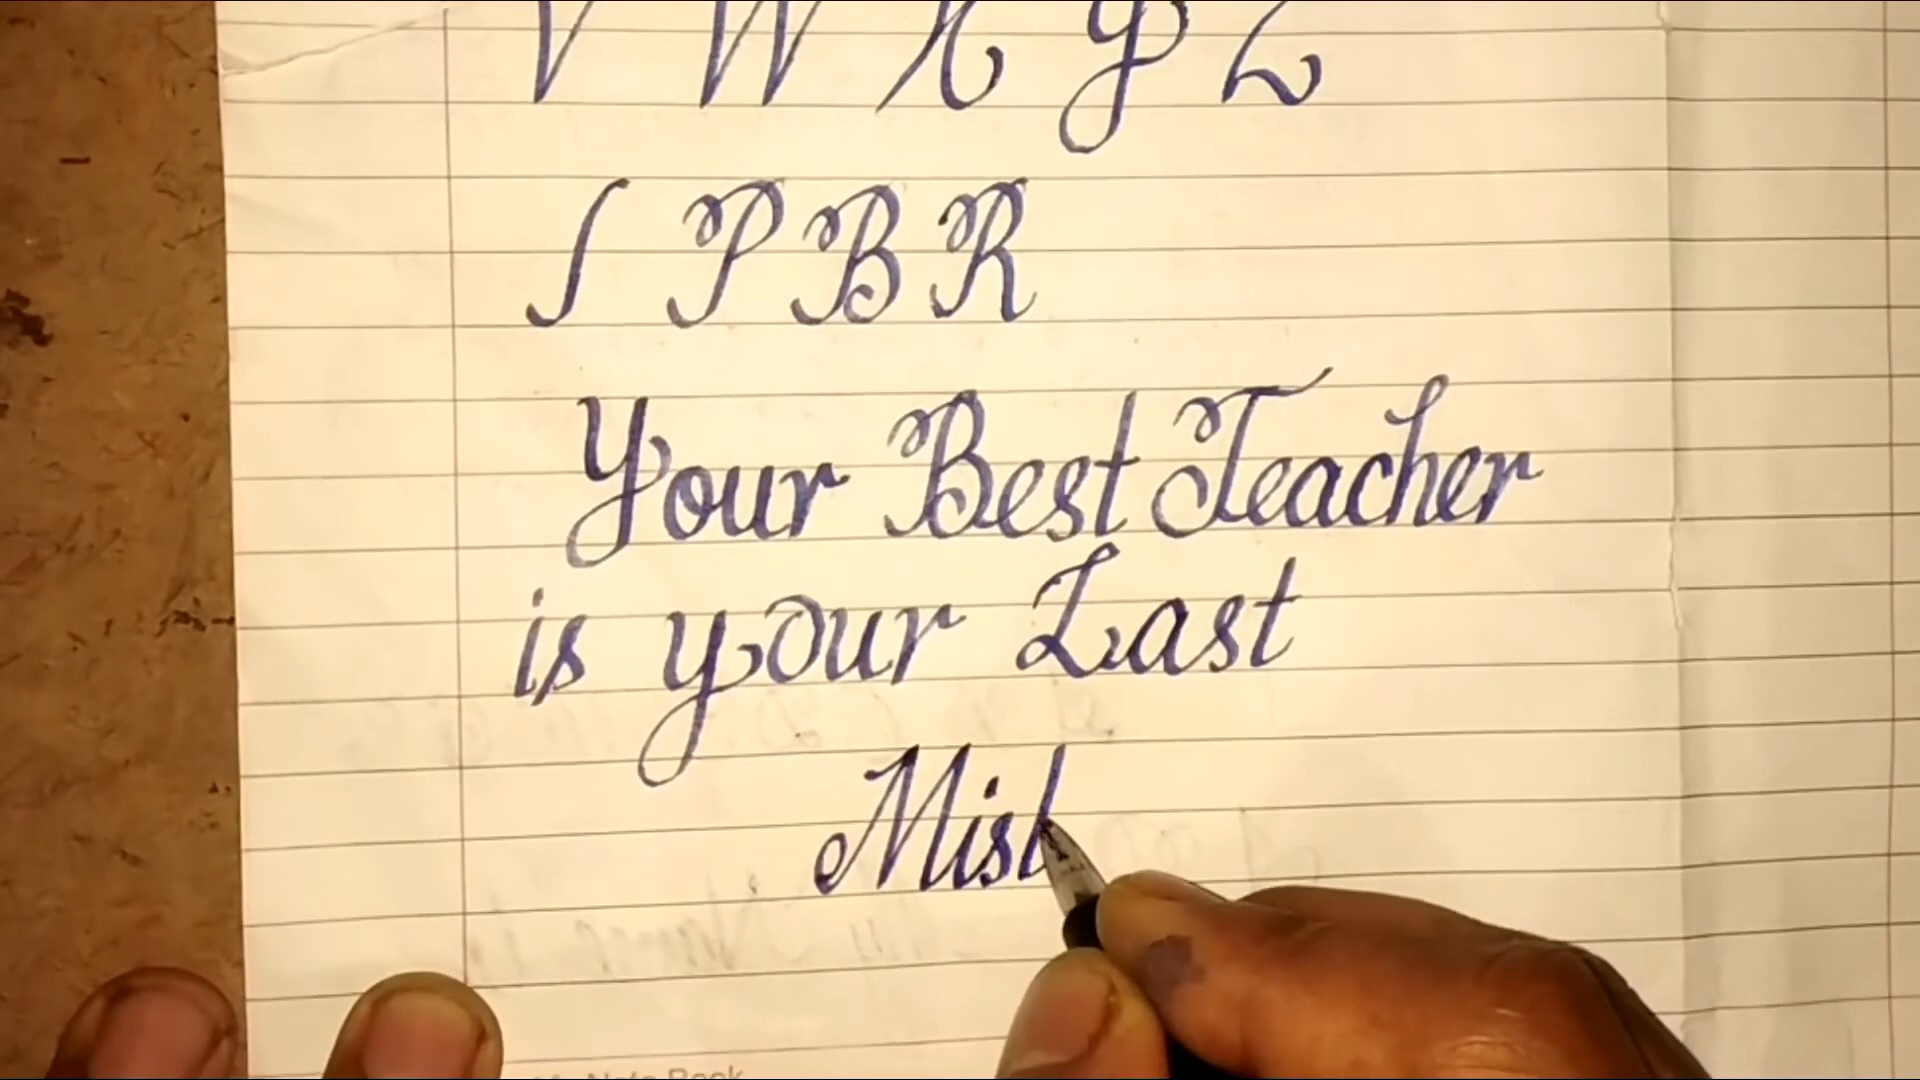 V W X Y Z
S P B R
Your Best Teacher
is your Last
Mist